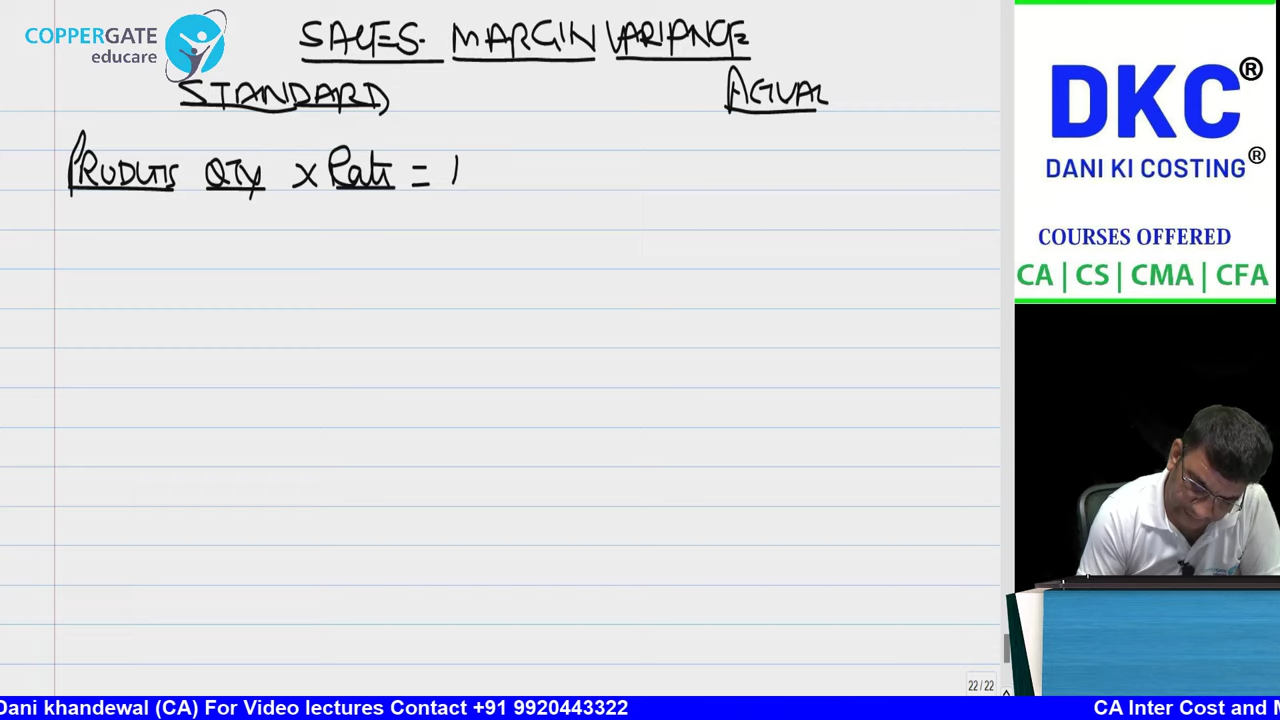 COPPERGATE
educare
SALES MARGIN VARIANCE
STANDARD ACTUAL
PRODUCTS QTY x Rate =
DKC®
DANI KI COSTING®
COURSES OFFERED
CA | CS | CMA | CFA
22 / 22
Dani khandewal (CA) For Video lectures Contact +91 9920443322 CA Inter Cost and M